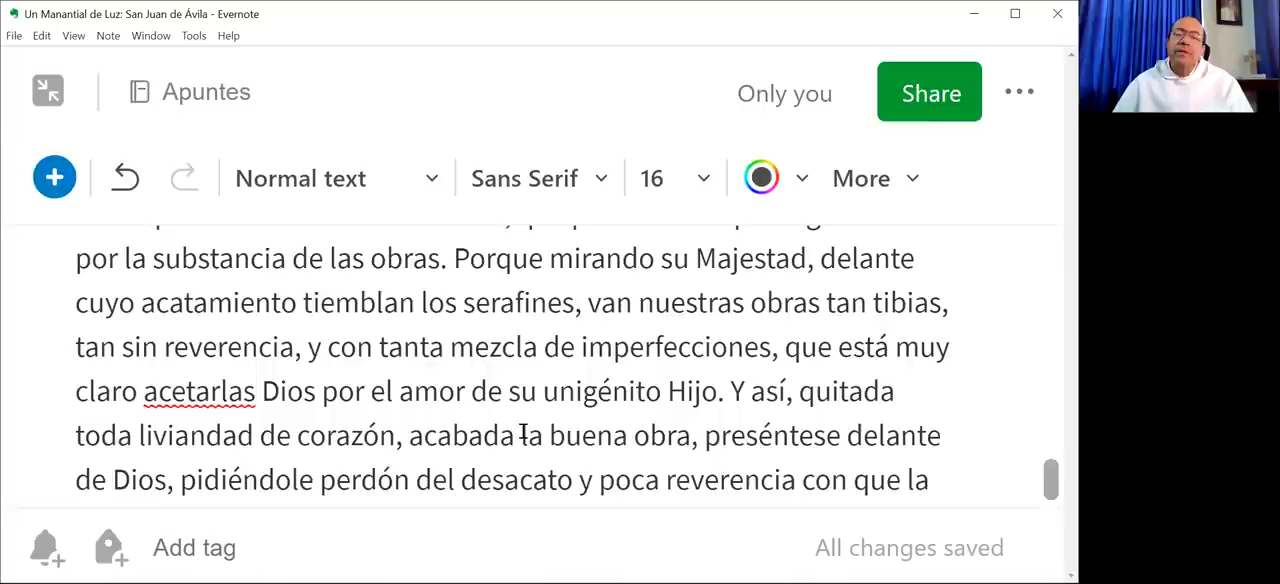 Un Manantial de Luz: San Juan de Ávila - Evernote
File Edit View Note Window Tools Help
Apuntes
Only you
Share
Normal text
Sans Serif
16
More
por la substancia de las obras. Porque mirando su Majestad, delante
cuyo acatamiento tiemblan los serafines, van nuestras obras tan tibias,
tan sin reverencia, y con tanta mezcla de imperfecciones, que está muy
claro acetarlas Dios por el amor de su unigénito Hijo. Y así, quitada
toda liviandad de corazón, acabada la buena obra, preséntese delante
de Dios, pidiéndole perdón del desacato y poca reverencia con que la
Add tag
All changes saved